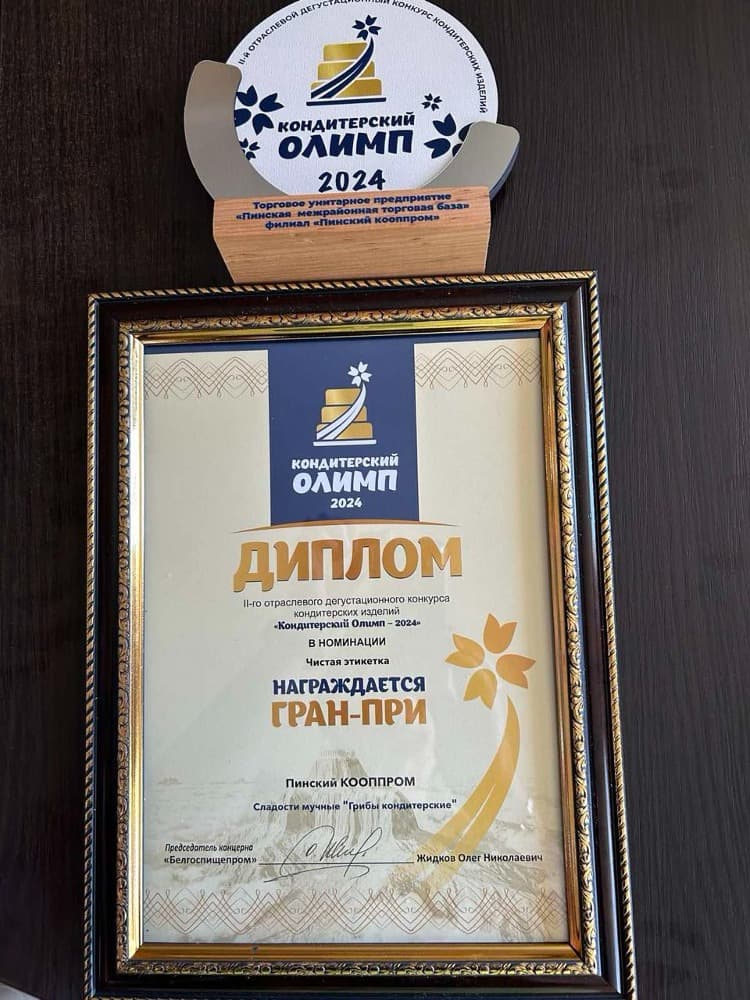 II-й ОТРАСЛЕВОЙ ДЕГУСТАЦИОННЫЙ КОНКУРС КОНДИТЕРСКИХ ИЗДЕЛИЙ
КОНДИТЕРСКИЙ
ОЛИМП
2024
Торговое унитарное предприятие
«Пинская межрайонная торговая база»
филиал «Пинский кооппром»
КОНДИТЕРСКИЙ
ОЛИМП
2024
ДИПЛОМ
II-го отраслевого дегустационного конкурса
кондитерских изделий
«Кондитерский Олимп – 2024»
В НОМИНАЦИИ
Чистая этикетка
НАГРАЖДАЕТСЯ
ГРАН-ПРИ
Пинский КООППРОМ
Сладости мучные "Грибы кондитерские"
Председатель концерна
«Белгоспищепром»
Жидков Олег Николаевич